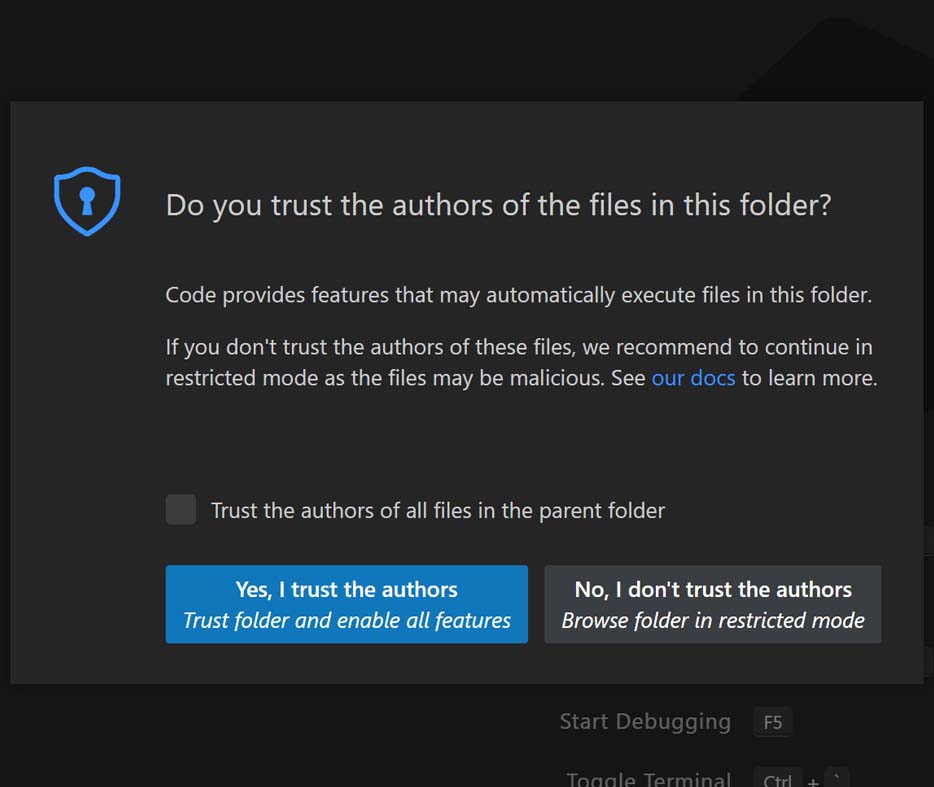 Do you trust the authors of the files in this folder?
Code provides features that may automatically execute files in this folder.
If you don't trust the authors of these files, we recommend to continue in
restricted mode as the files may be malicious. See our docs to learn more.
Trust the authors of all files in the parent folder
Yes, I trust the authors
Trust folder and enable all features
No, I don't trust the authors
Browse folder in restricted mode
Start Debugging F5
Toggle Terminal Ctrl + `